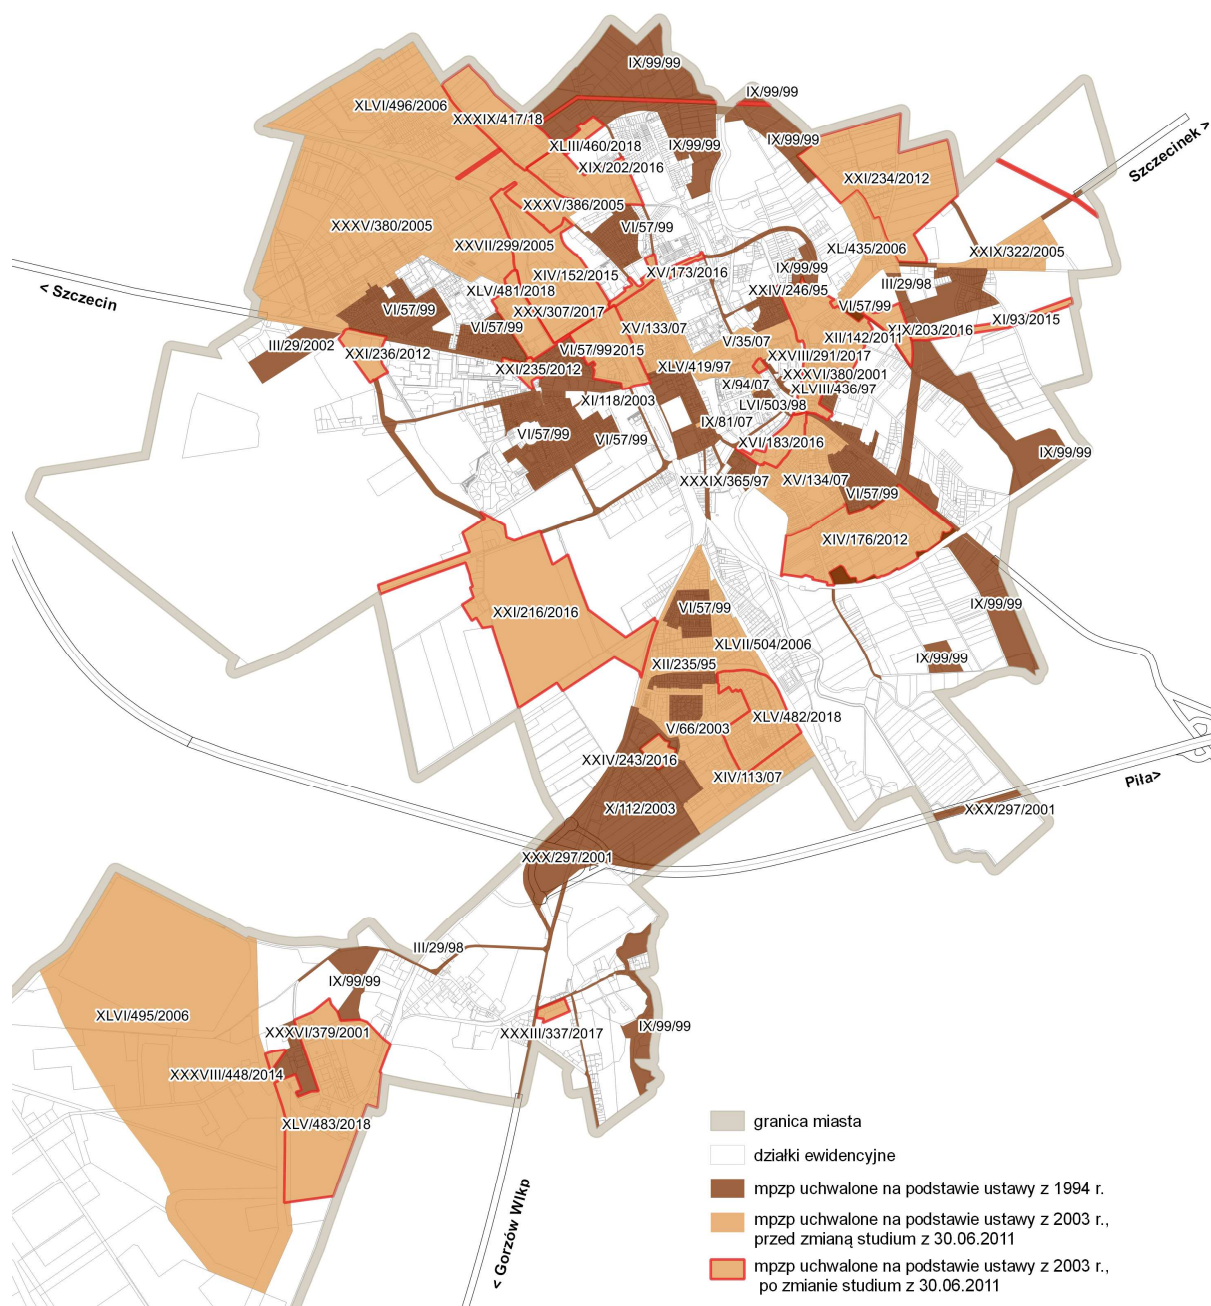 IX/99/99
IX/99/99
XLVI/496/2006
XXXIX/417/18
XLIII/460/2018
IX/99/99
IX/99/99
XIX/202/2016
XXI/234/2012
Szczecinek >
XXXV/386/2005
XXXV/380/2005
VI/57/99
XXVII/299/2005
XL/435/2006
XXIX/322/2005
XIV/152/2015
XV/173/2016
IX/99/99
III/29/98
< Szczecin
XLV/481/2018
XXIV/246/95
VI/57/99
VI/57/99
XXX/307/2017
XI/93/2015
VI/57/99
XV/133/07
XIX/203/2016
III/29/2002
V/35/07
XII/142/2011
XXI/236/2012
VI/57/992015
XXVIII/291/2017
XXI/235/2012
XLV/419/97
XXXVI/380/2001
X/94/07
XLVIII/436/97
XI/118/2003
LVI/503/98
IX/81/07
VI/57/99
VI/57/99
XVI/183/2016
IX/99/99
XXXIX/365/97
XV/134/07
VI/57/99
XIV/176/2012
XXI/216/2016
VI/57/99
IX/99/99
XLVII/504/2006
XII/235/95
IX/99/99
XLV/482/2018
V/66/2003
XXIV/243/2016
XIV/113/07
Piła>
X/112/2003
XXX/297/2001
XXX/297/2001
III/29/98
IX/99/99
XLVI/495/2006
XXXVI/379/2001
XXXIII/337/2017
IX/99/99
XXXVIII/448/2014
XLV/483/2018
< Gorzów Wlkp
granica miasta
działki ewidencyjne
mpzp uchwalone na podstawie ustawy z 1994 r.
mpzp uchwalone na podstawie ustawy z 2003 r.,
przed zmianą studium z 30.06.2011
mpzp uchwalone na podstawie ustawy z 2003 r.,
po zmianie studium z 30.06.2011